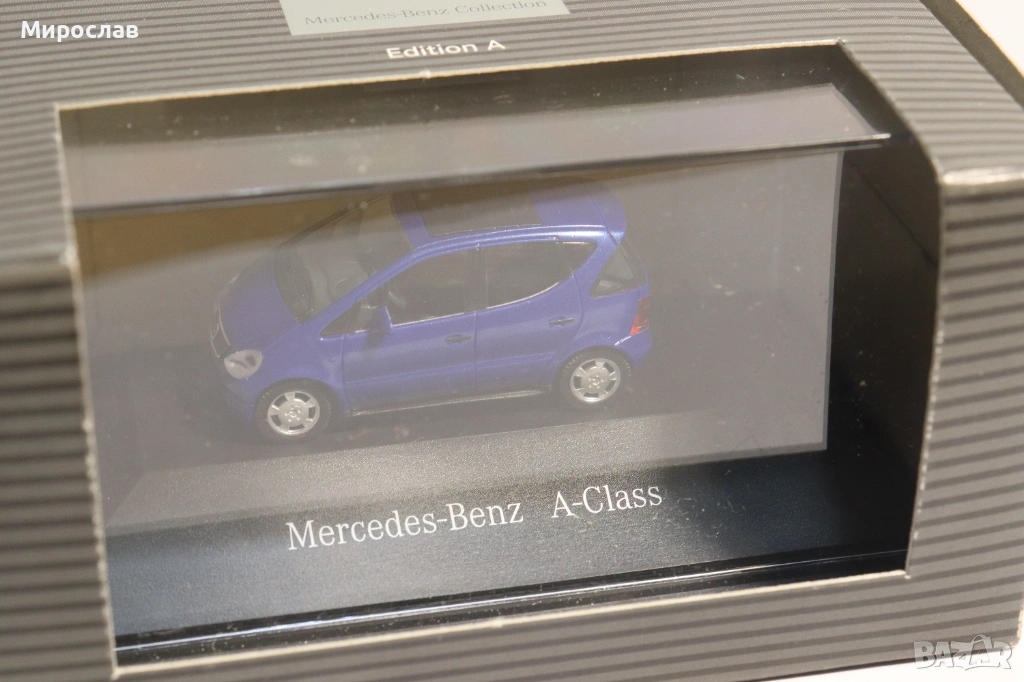 Мирослав
Mercedes-Benz Collection
Edition A
Mercedes-Benz A-Class
BAZAR